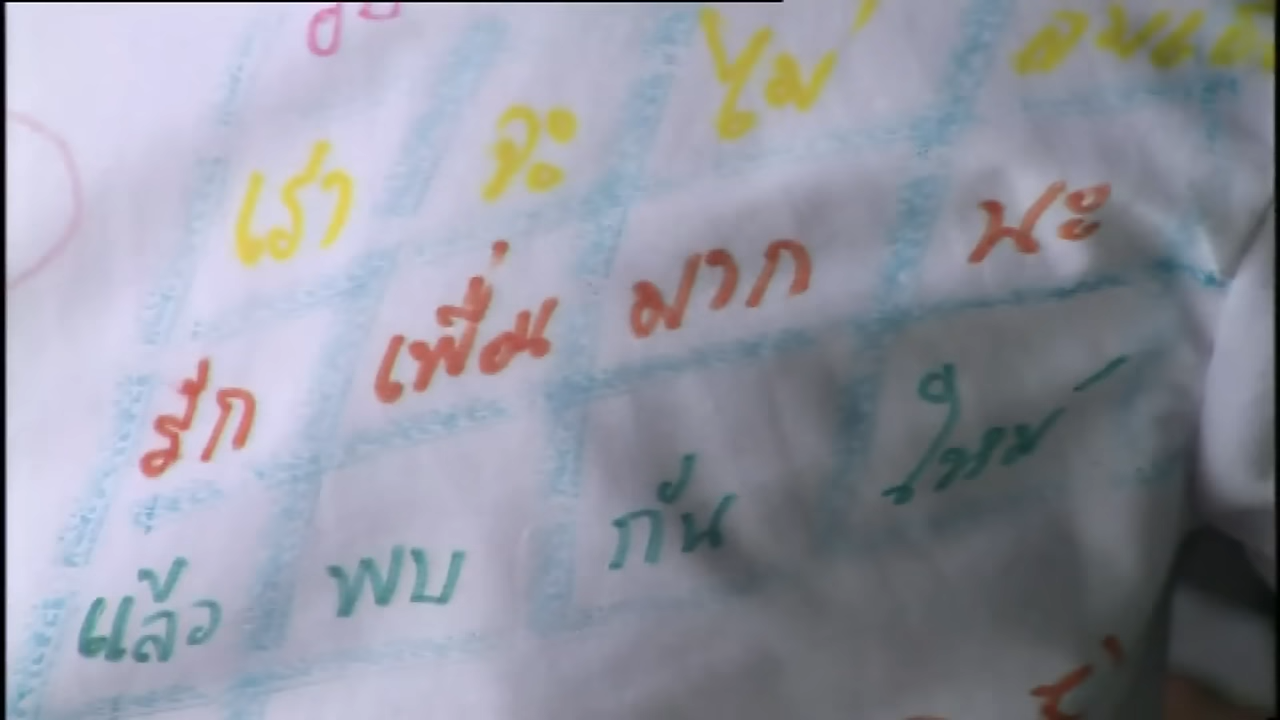 เรา จะ ไม่
รัก เพื่อน มาก นะ
แล้ว พบ กัน ใหม่